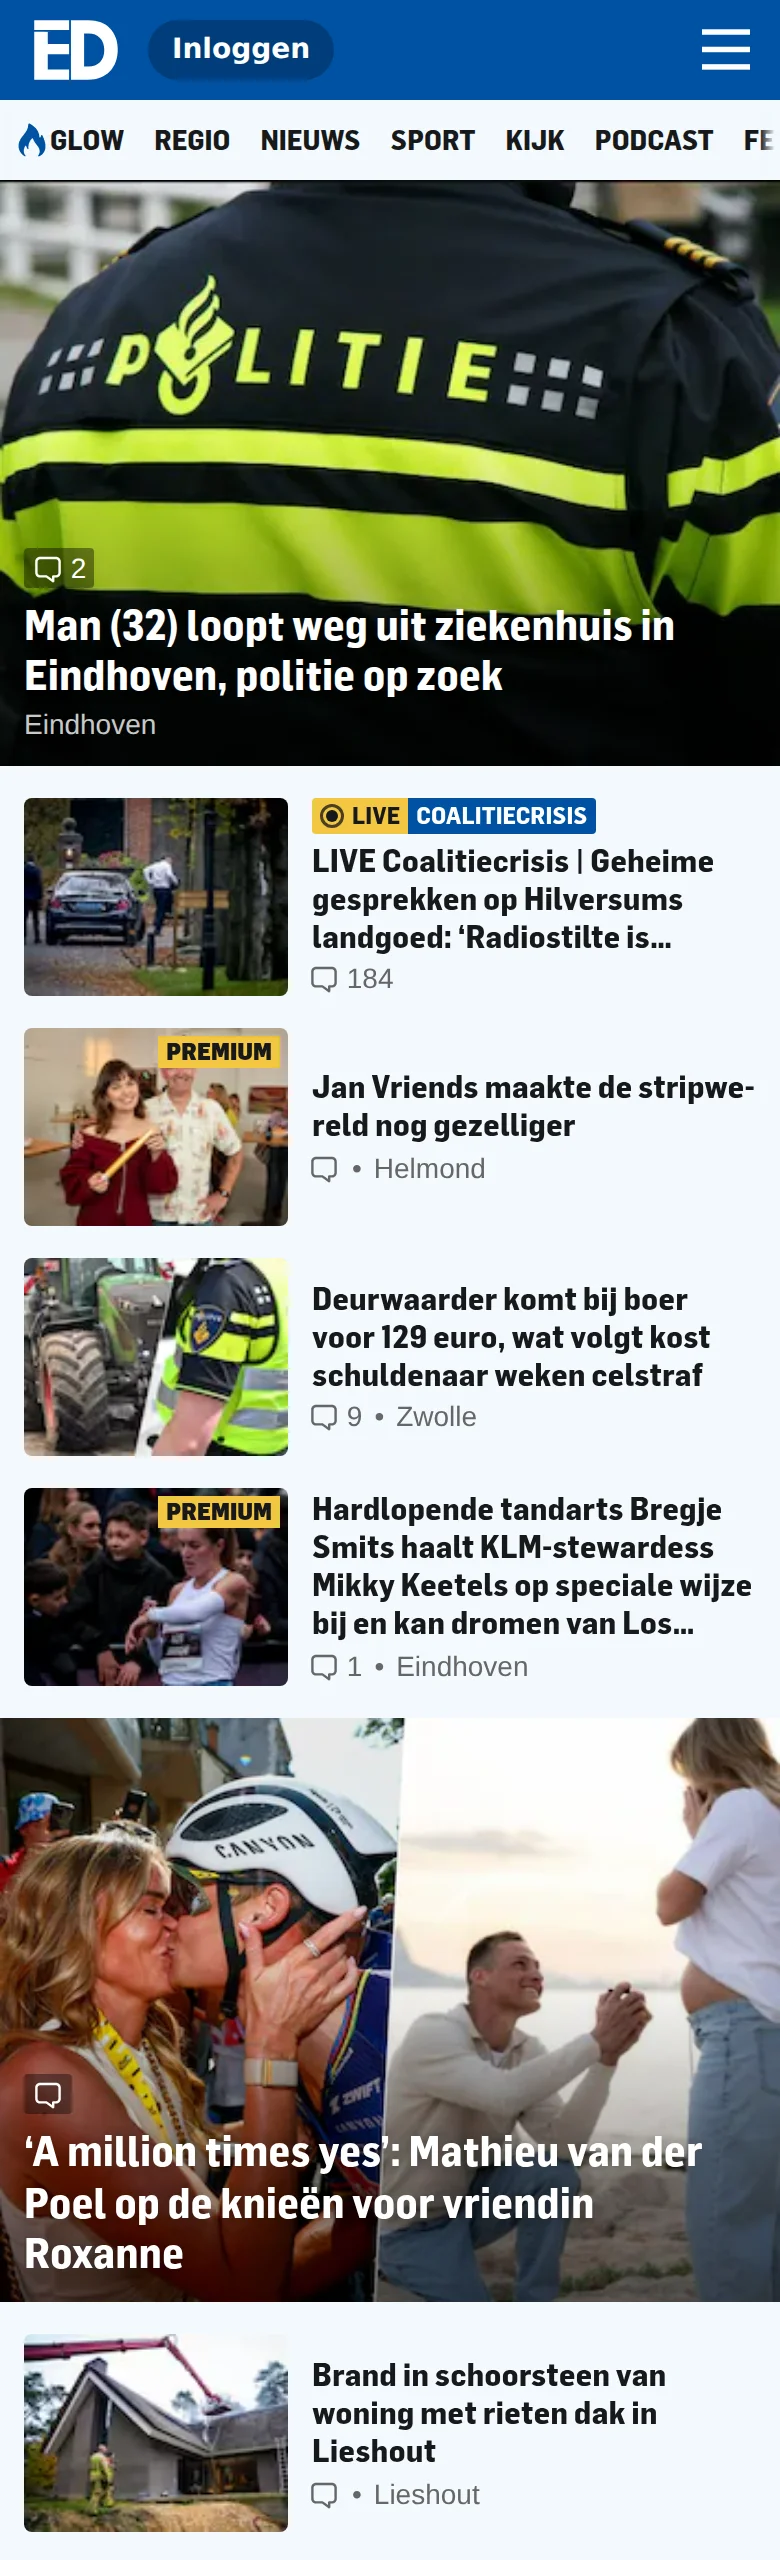 ED Inloggen
GLOW REGIO NIEUWS SPORT KIJK PODCAST FE
POLITIE
2
Man (32) loopt weg uit ziekenhuis in
Eindhoven, politie op zoek
Eindhoven
LIVE COALITIECRISIS
LIVE Coalitiecrisis | Geheime
gesprekken op Hilversums
landgoed: ‘Radiostilte is...
184
PREMIUM
Jan Vriends maakte de stripwe-
reld nog gezelliger
• Helmond
Deurwaarder komt bij boer
voor 129 euro, wat volgt kost
schuldenaar weken celstraf
9 • Zwolle
PREMIUM
Hardlopende tandarts Bregje
Smits haalt KLM-stewardess
Mikky Keetels op speciale wijze
bij en kan dromen van Los...
1 • Eindhoven
CANYON
ZWIFT
‘A million times yes’: Mathieu van der
Poel op de knieën voor vriendin
Roxanne
Brand in schoorsteen van
woning met rieten dak in
Lieshout
• Lieshout